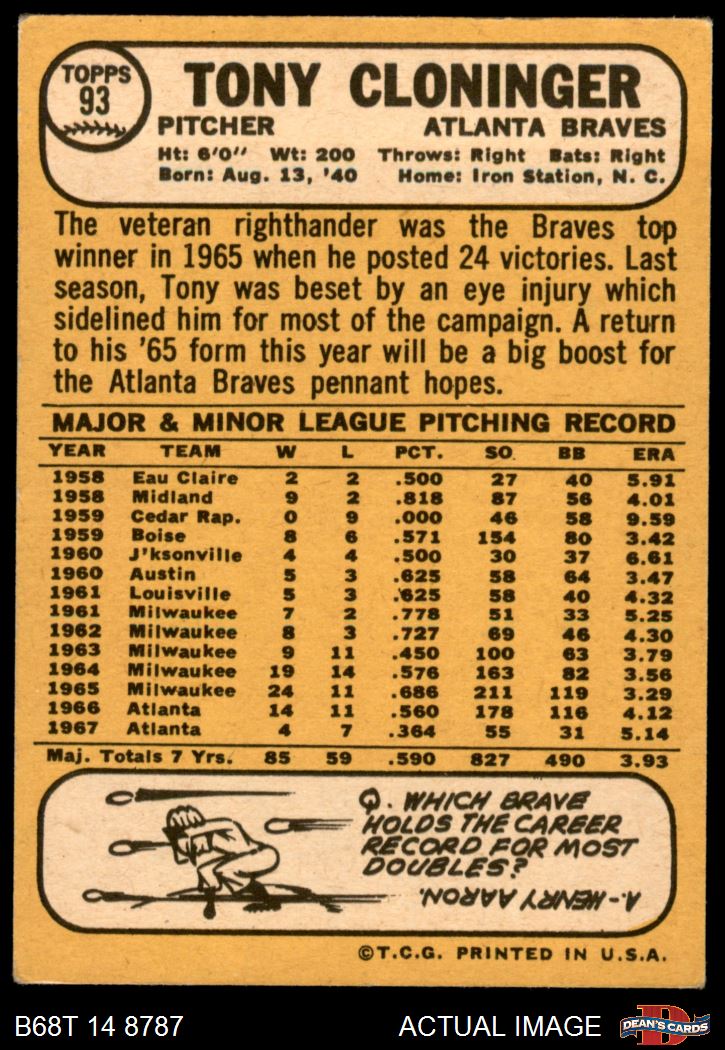 TOPPS
93
TONY CLONINGER
PITCHER ATLANTA BRAVES
Ht: 6'0" Wt: 200 Throws: Right Bats: Right
Born: Aug. 13, '40 Home: Iron Station, N. C.
The veteran righthander was the Braves top
winner in 1965 when he posted 24 victories. Last
season, Tony was beset by an eye injury which
sidelined him for most of the campaign. A return
to his '65 form this year will be a big boost for
the Atlanta Braves pennant hopes.
MAJOR & MINOR LEAGUE PITCHING RECORD
YEAR TEAM W L PCT. SO BB ERA
1958 Eau Claire 2 2 .500 27 40 5.91
1958 Midland 9 2 .818 87 56 4.01
1959 Cedar Rap. 0 9 .000 46 58 9.59
1959 Boise 8 6 .571 154 80 3.42
1960 J'ksonville 4 4 .500 30 37 6.61
1960 Austin 5 3 .625 58 64 3.47
1961 Louisville 5 3 .625 58 40 4.32
1961 Milwaukee 7 2 .778 51 33 5.25
1962 Milwaukee 8 3 .727 69 46 4.30
1963 Milwaukee 9 11 .450 100 63 3.79
1964 Milwaukee 19 14 .576 163 82 3.56
1965 Milwaukee 24 11 .686 211 119 3.29
1966 Atlanta 14 11 .560 178 116 4.12
1967 Atlanta 4 7 .364 55 31 5.14
Maj. Totals 7 Yrs. 85 59 .590 827 490 3.93
Q. WHICH BRAVE
HOLDS THE CAREER
RECORD FOR MOST
DOUBLES?
A-HENRY AARON.
©T.C.G. PRINTED IN U.S.A.
B68T 14 8787 ACTUAL IMAGE
D
DEAN'S CARDS